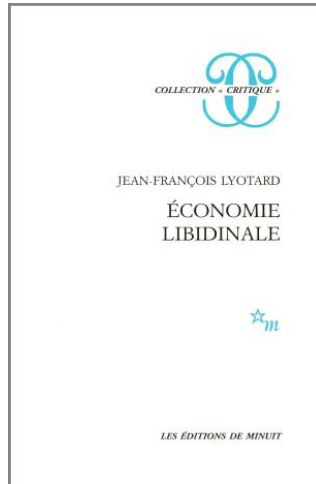 COLLECTION « CRITIQUE »
JEAN-FRANÇOIS LYOTARD
ÉCONOMIE
LIBIDINALE
m
LES ÉDITIONS DE MINUIT